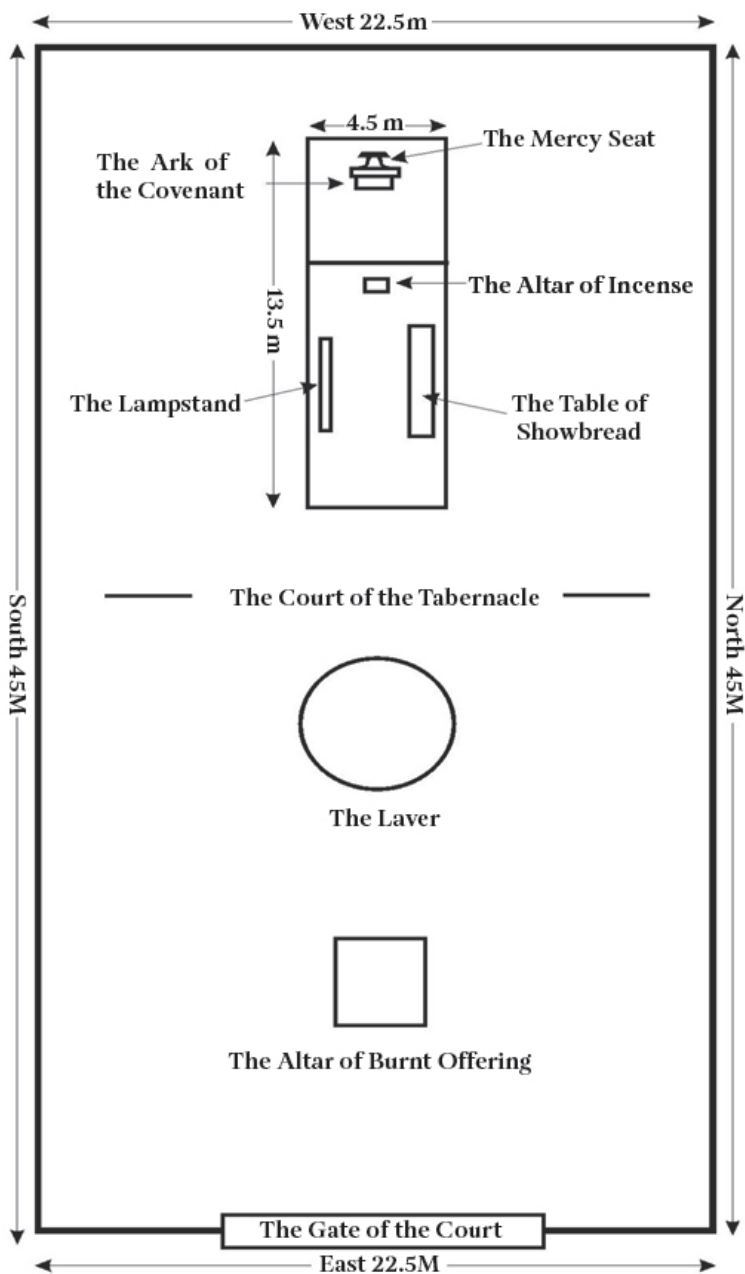 West 22.5m
4.5 m
The Mercy Seat
The Ark of
the Covenant
The Altar of Incense
13.5 m
The Lampstand
The Table of
Showbread
South 45M
The Court of the Tabernacle
North 45M
The Laver
The Altar of Burnt Offering
The Gate of the Court
East 22.5M